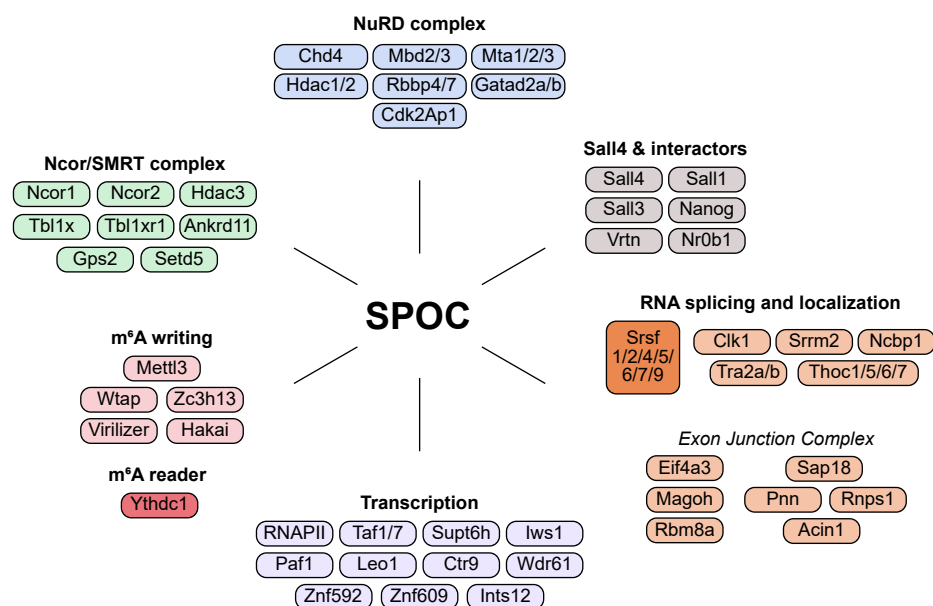 NuRD complex
Chd4 Mbd2/3 Mta1/2/3
Hdac1/2 Rbbp4/7 Gatad2a/b
Cdk2Ap1
Ncor/SMRT complex
Ncor1 Ncor2 Hdac3
Tbl1x Tbl1xr1 Ankrd11
Gps2 Setd5
Sall4 & interactors
Sall4 Sall1
Sall3 Nanog
Vrtn Nr0b1
SPOC
RNA splicing and localization
Srsf
1/2/4/5/
6/7/9
Clk1 Srrm2 Ncbp1
Tra2a/b Thoc1/5/6/7
Exon Junction Complex
Eif4a3 Sap18
Magoh Pnn Rnps1
Rbm8a Acin1
m⁶A writing
Mettl3
Wtap Zc3h13
Virilizer Hakai
m⁶A reader
Ythdc1
Transcription
RNAPII Taf1/7 Supt6h Iws1
Paf1 Leo1 Ctr9 Wdr61
Znf592 Znf609 Ints12